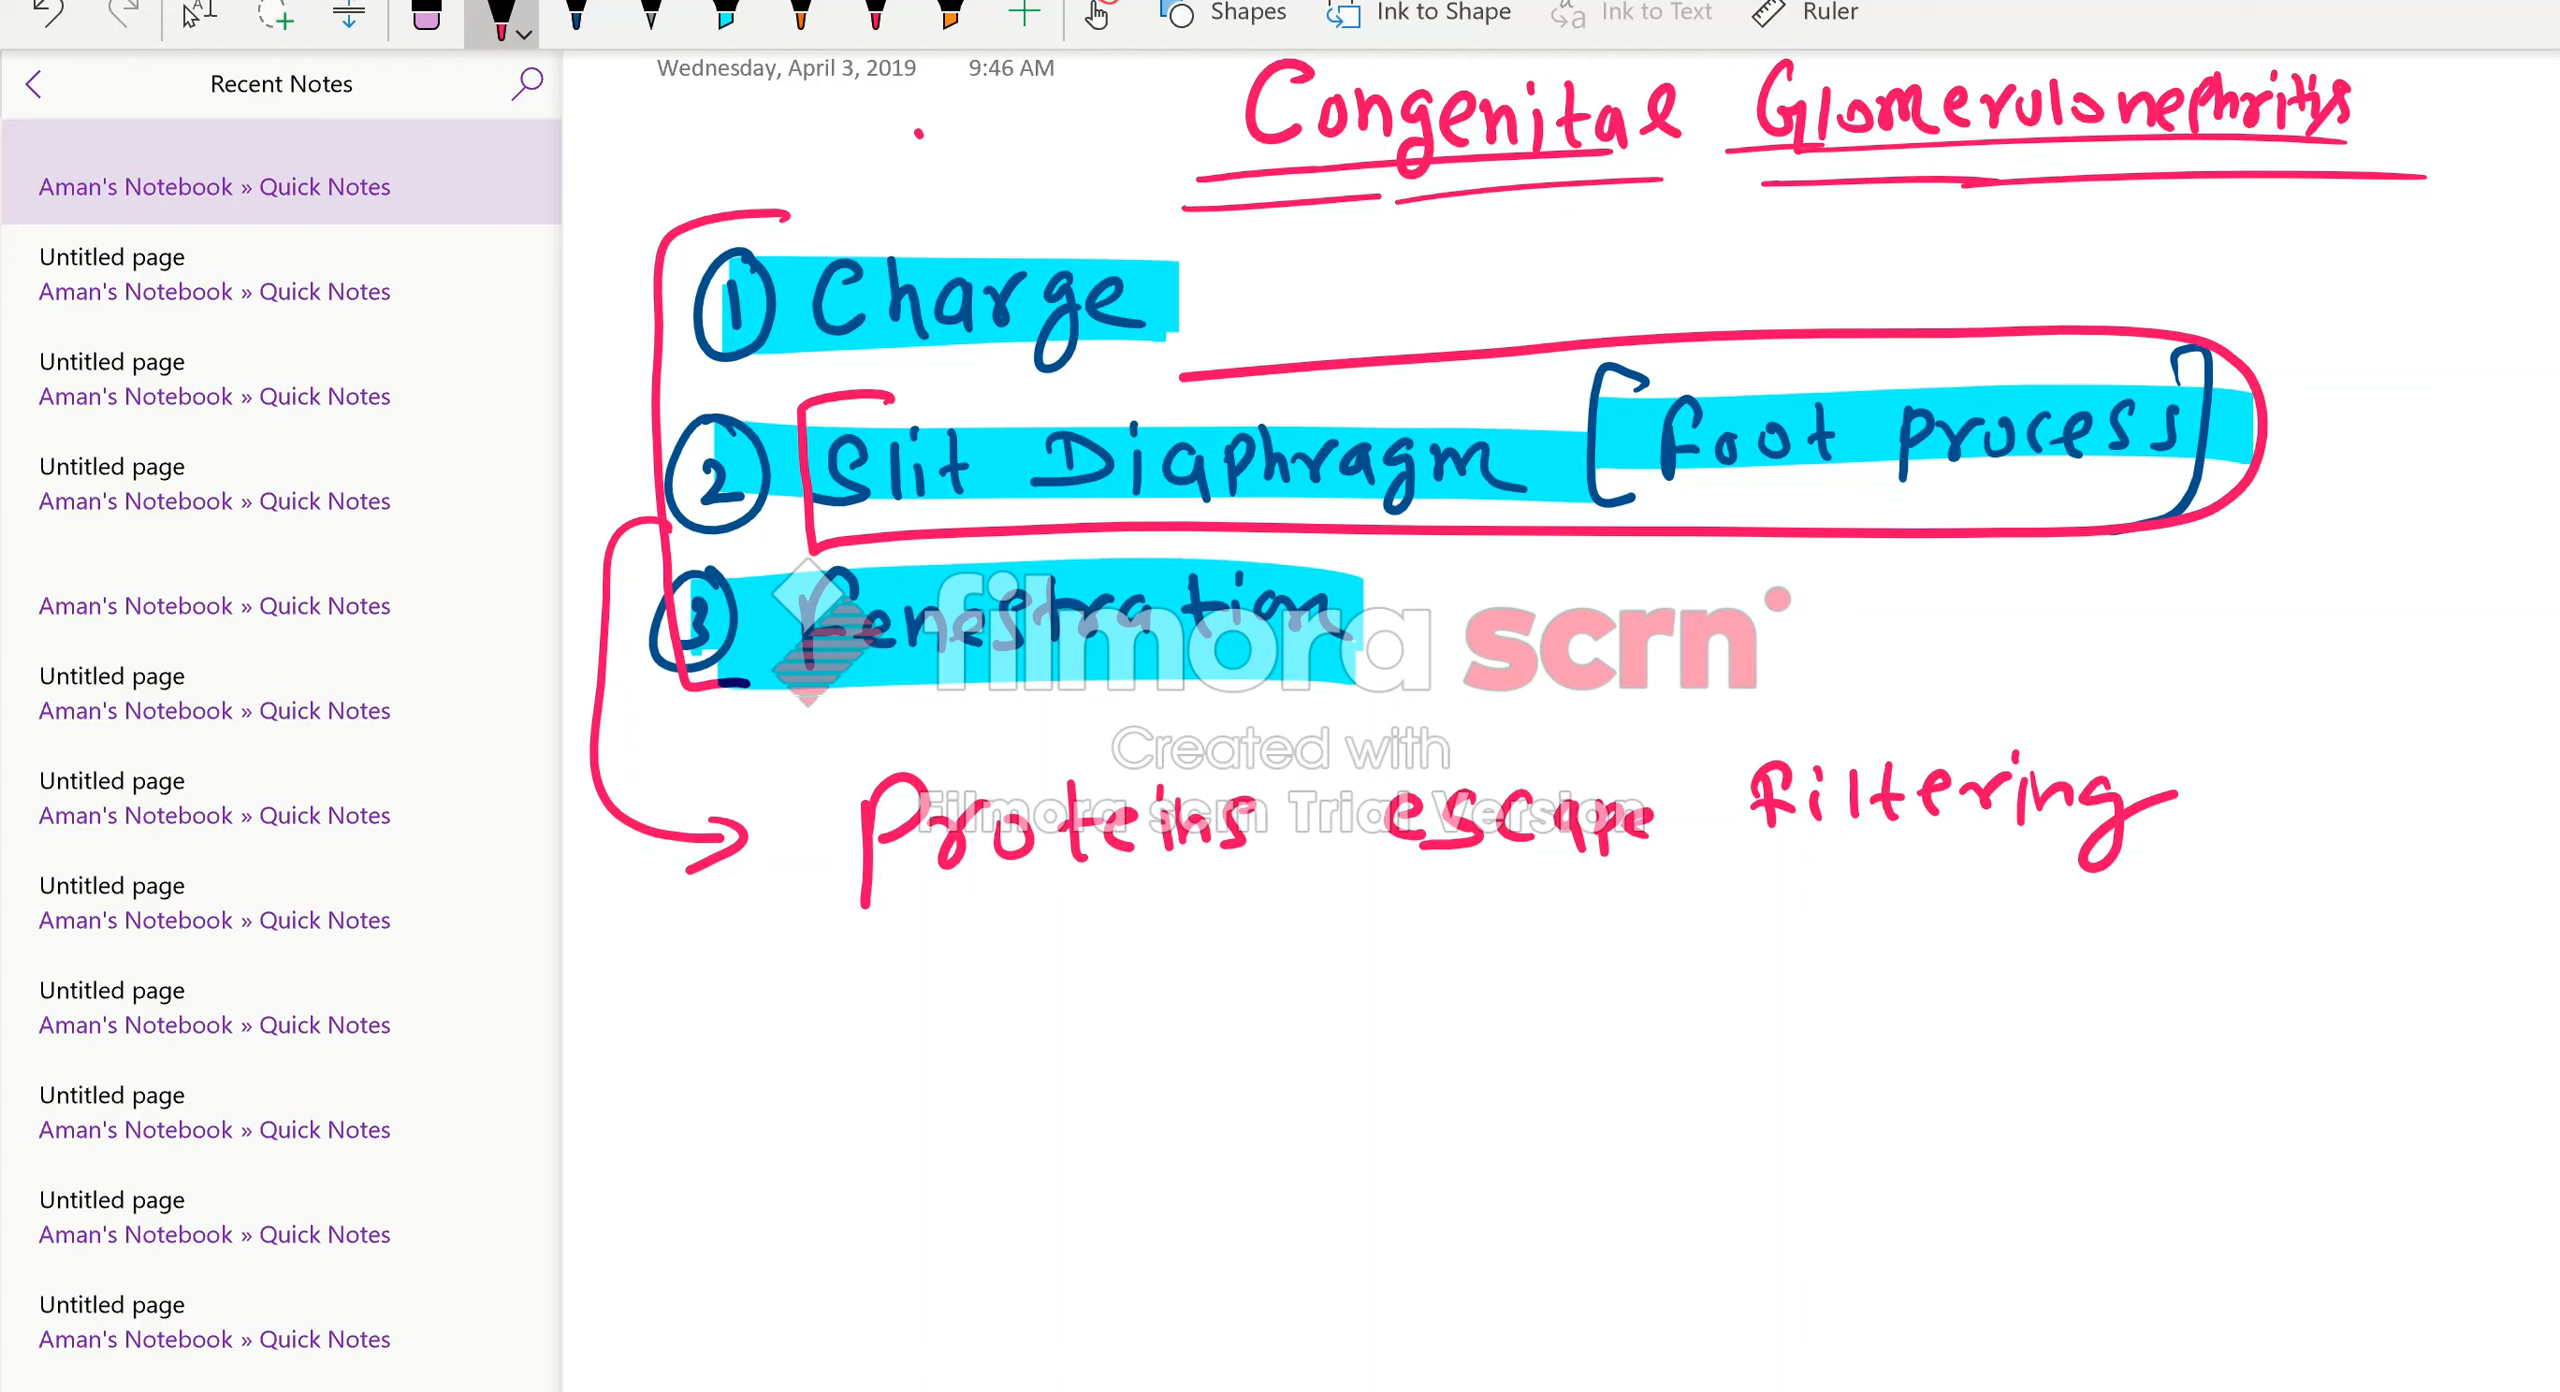 Shapes Ink to Shape Ink to Text Ruler
Recent Notes
Aman's Notebook » Quick Notes
Untitled page
Aman's Notebook » Quick Notes
Untitled page
Aman's Notebook » Quick Notes
Untitled page
Aman's Notebook » Quick Notes
Aman's Notebook » Quick Notes
Untitled page
Aman's Notebook » Quick Notes
Untitled page
Aman's Notebook » Quick Notes
Untitled page
Aman's Notebook » Quick Notes
Untitled page
Aman's Notebook » Quick Notes
Untitled page
Aman's Notebook » Quick Notes
Untitled page
Aman's Notebook » Quick Notes
Untitled page
Aman's Notebook » Quick Notes
Wednesday, April 3, 2019 9:46 AM
Congenital Glomerulonephritis
1 Charge
2 Slit Diaphragm [Foot process]
3 Fenestration
filmora scrn
Created with
Filmora scrn Trial Version
Proteins escape Filtering